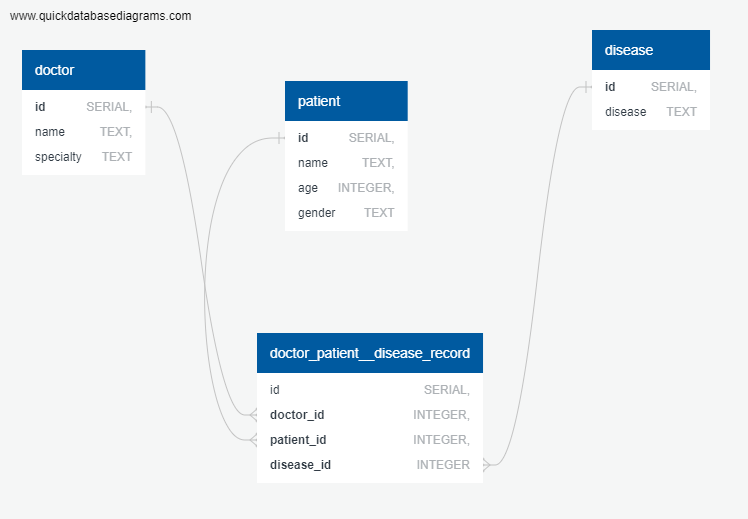 www.quickdatabasediagrams.com
doctor
id SERIAL,
name TEXT,
specialty TEXT
patient
id SERIAL,
name TEXT,
age INTEGER,
gender TEXT
disease
id SERIAL,
disease TEXT
doctor_patient__disease_record
id SERIAL,
doctor_id INTEGER,
patient_id INTEGER,
disease_id INTEGER